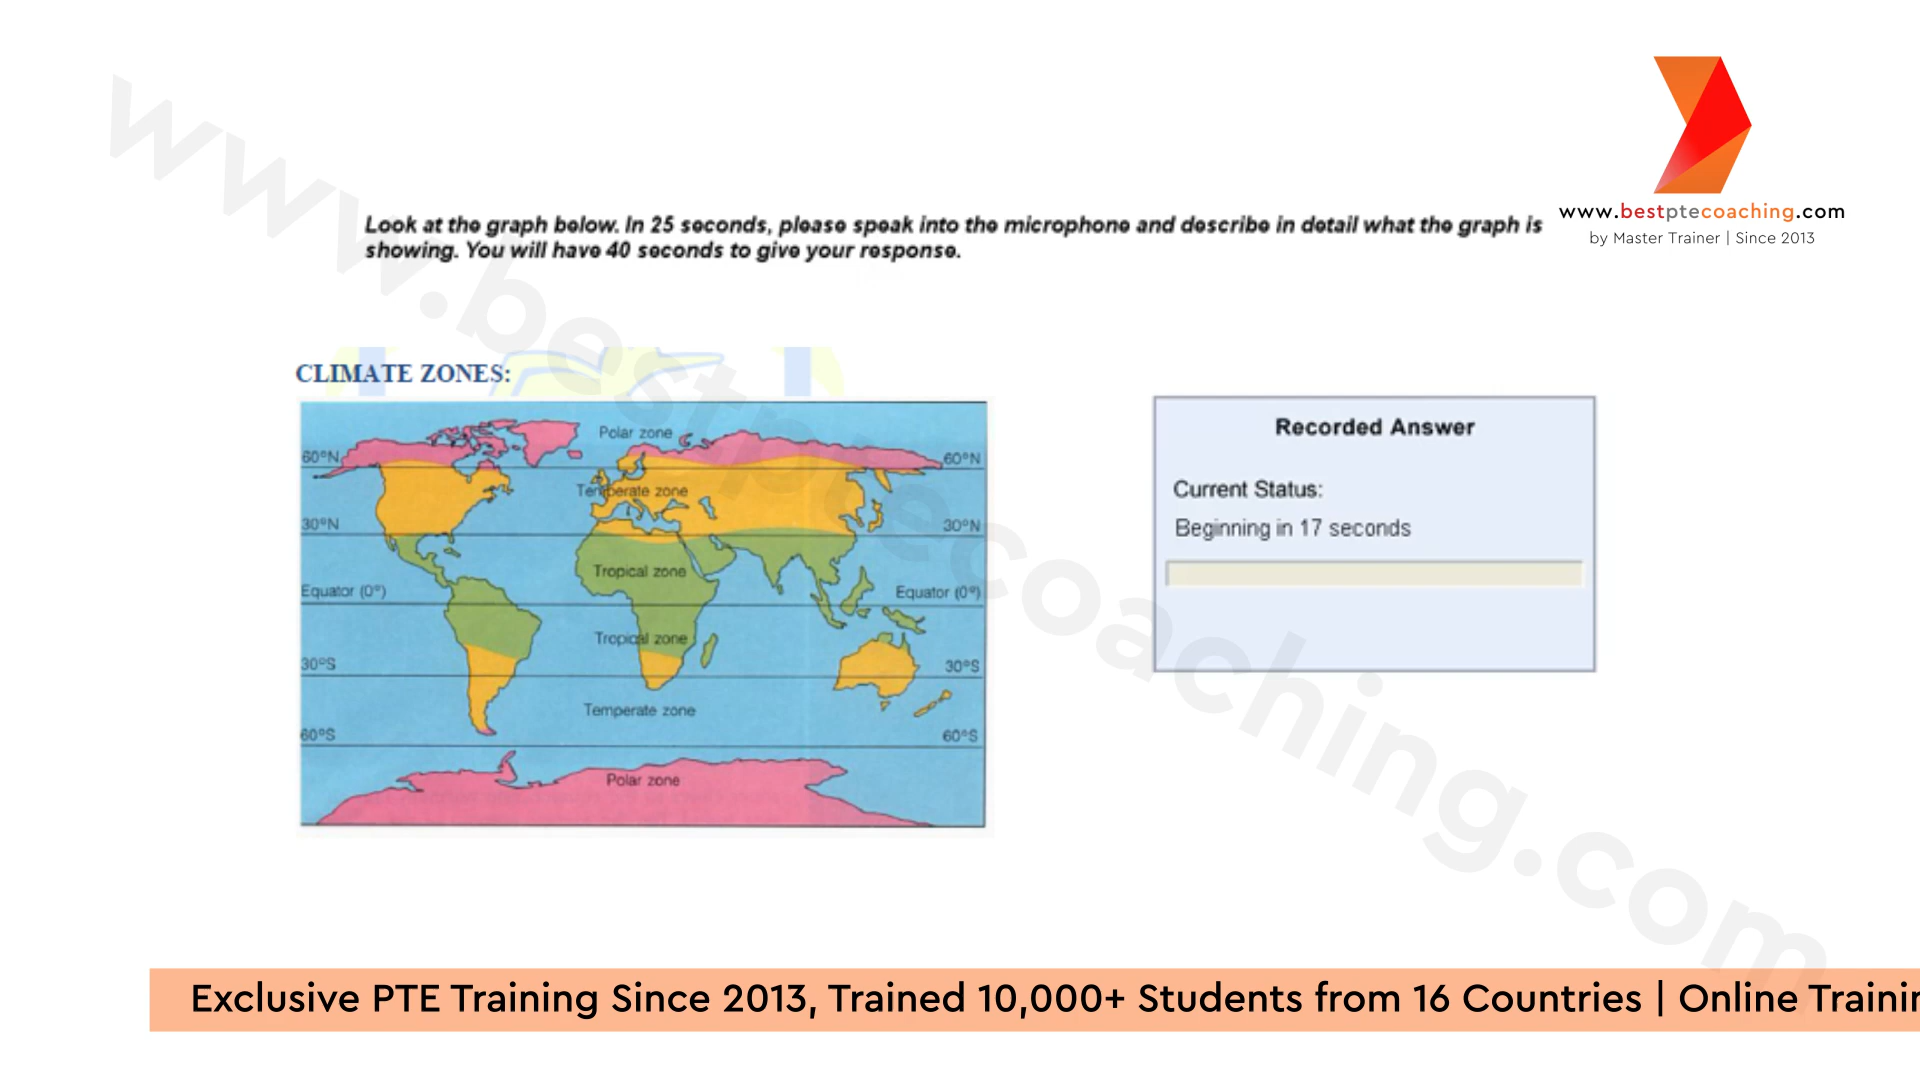 www.bestptecoaching.com
www.bestptecoaching.com
by Master Trainer | Since 2013
Look at the graph below. In 25 seconds, please speak into the microphone and describe in detail what the graph is
showing. You will have 40 seconds to give your response.
CLIMATE ZONES:
Polar zone
60°N
60°N
Temperate zone
30°N
30°N
Tropical zone
Equator (0°)
Equator (0°)
Tropical zone
30°S
30°S
Temperate zone
60°S
60°S
Polar zone
Recorded Answer
Current Status:
Beginning in 17 seconds
Exclusive PTE Training Since 2013, Trained 10,000+ Students from 16 Countries | Online Trainin